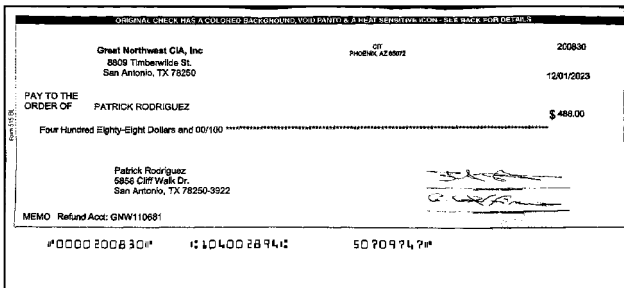 ORIGINAL CHECK HAS A COLORED BACKGROUND, VOID PANTO & A HEAT SENSITIVE ICON - SEE BACK FOR DETAILS
Great Northwest CIA, Inc
8809 Timberwilde St.
San Antonio, TX 78250
CIT
PHOENIX, AZ 85072
200830
12/01/2023
PAY TO THE
ORDER OF PATRICK RODRIGUEZ
$ 488.00
Four Hundred Eighty-Eight Dollars and 00/100
Patrick Rodriguez
5858 Cliff Walk Dr.
San Antonio, TX 78250-3922
MEMO Refund Acct: GNW110681
⑈0000200830⑈ ⑆104002894⑆ 50709747⑈